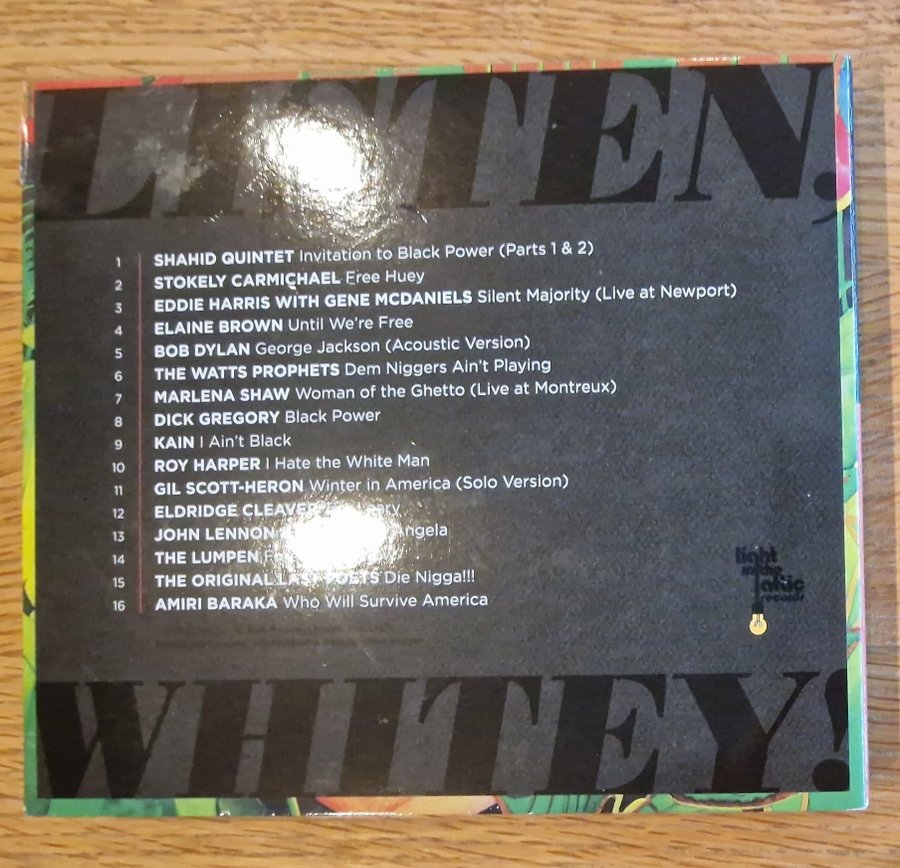 LISTEN,
1 SHAHID QUINTET Invitation to Black Power (Parts 1 & 2)
2 STOKELY CARMICHAEL Free Huey
3 EDDIE HARRIS WITH GENE MCDANIELS Silent Majority (Live at Newport)
4 ELAINE BROWN Until We're Free
5 BOB DYLAN George Jackson (Acoustic Version)
6 THE WATTS PROPHETS Dem Niggers Ain't Playing
7 MARLENA SHAW Woman of the Ghetto (Live at Montreux)
8 DICK GREGORY Black Power
9 KAIN I Ain't Black
10 ROY HARPER I Hate the White Man
11 GIL SCOTT-HERON Winter in America (Solo Version)
12 ELDRIDGE CLEAVER
13 JOHN LENNON Angela
14 THE LUMPEN
15 THE ORIGINAL LAST POETS Die Nigga!!!
16 AMIRI BARAKA Who Will Survive America
light
in the
attic
records
WHITEY!